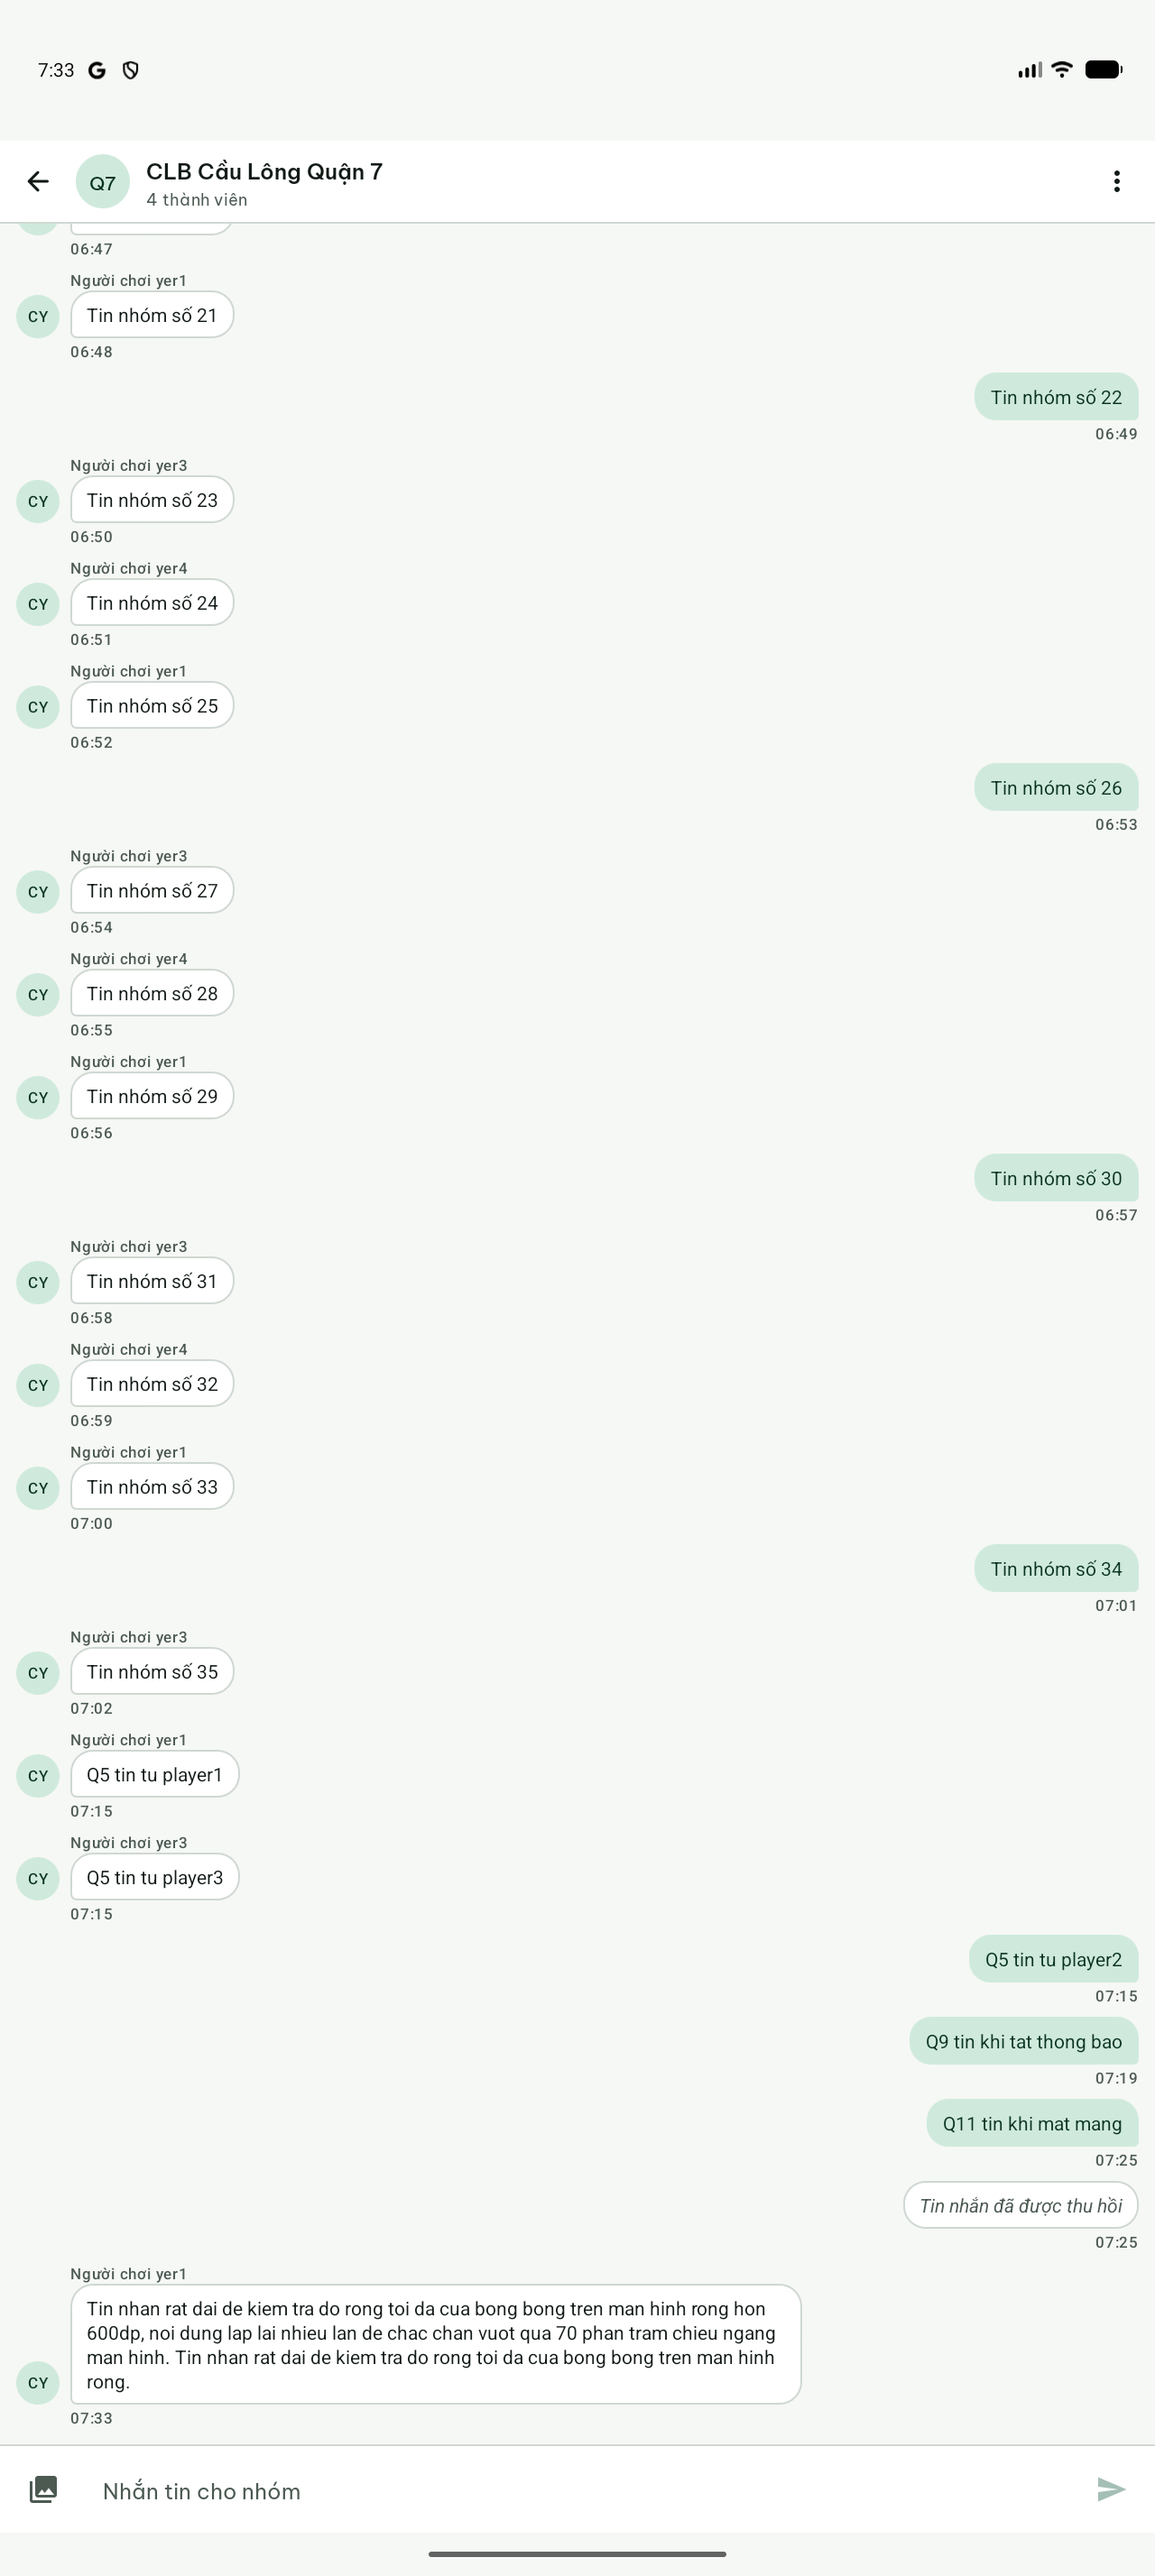 7:33
Q7
CLB Cầu Lông Quận 7
4 thành viên
06:47
Người chơi yer1
CY
Tin nhóm số 21
06:48
Tin nhóm số 22
06:49
Người chơi yer3
CY
Tin nhóm số 23
06:50
Người chơi yer4
CY
Tin nhóm số 24
06:51
Người chơi yer1
CY
Tin nhóm số 25
06:52
Tin nhóm số 26
06:53
Người chơi yer3
CY
Tin nhóm số 27
06:54
Người chơi yer4
CY
Tin nhóm số 28
06:55
Người chơi yer1
CY
Tin nhóm số 29
06:56
Tin nhóm số 30
06:57
Người chơi yer3
CY
Tin nhóm số 31
06:58
Người chơi yer4
CY
Tin nhóm số 32
06:59
Người chơi yer1
CY
Tin nhóm số 33
07:00
Tin nhóm số 34
07:01
Người chơi yer3
CY
Tin nhóm số 35
07:02
Người chơi yer1
CY
Q5 tin tu player1
07:15
Người chơi yer3
CY
Q5 tin tu player3
07:15
Q5 tin tu player2
07:15
Q9 tin khi tat thong bao
07:19
Q11 tin khi mat mang
07:25
Tin nhắn đã được thu hồi
07:25
Người chơi yer1
Tin nhan rat dai de kiem tra do rong toi da cua bong bong tren man hinh rong hon
600dp, noi dung lap lai nhieu lan de chac chan vuot qua 70 phan tram chieu ngang
man hinh. Tin nhan rat dai de kiem tra do rong toi da cua bong bong tren man hinh
rong.
CY
07:33
Nhắn tin cho nhóm